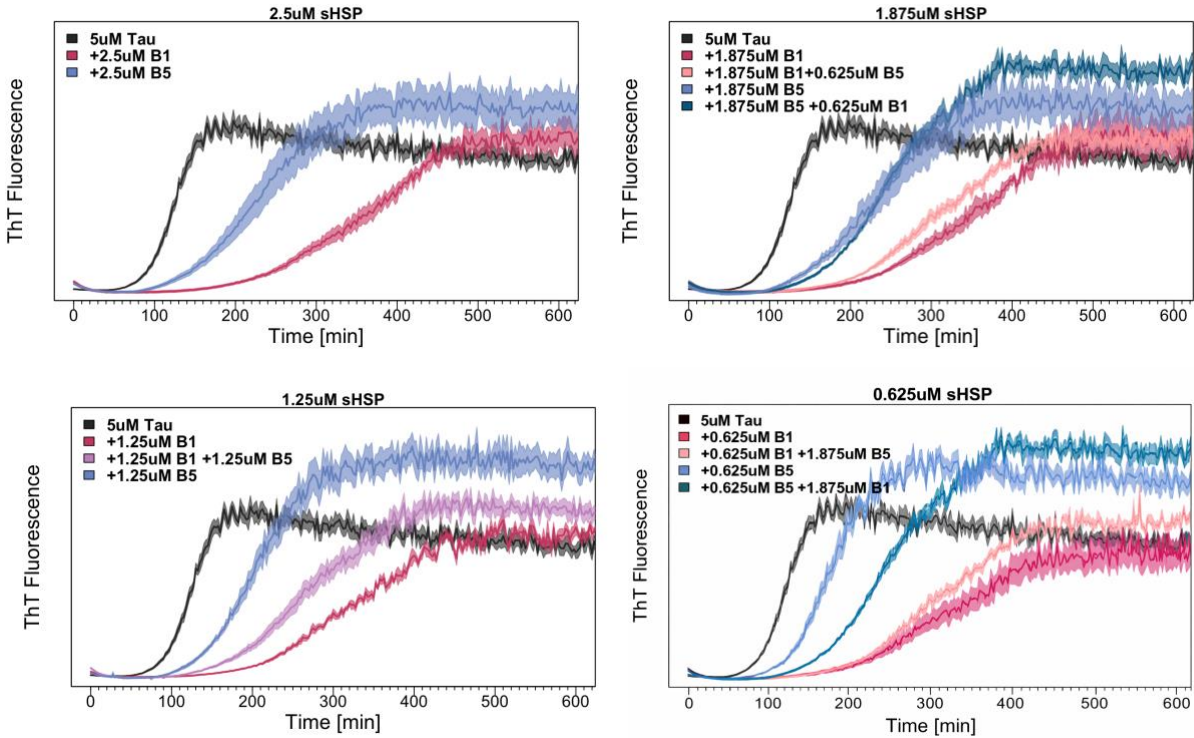 2.5uM sHSP
5uM Tau
+2.5uM B1
+2.5uM B5
ThT Fluorescence
0 100 200 300 400 500 600
Time [min]
1.875uM sHSP
5uM Tau
+1.875uM B1
+1.875uM B1+0.625uM B5
+1.875uM B5
+1.875uM B5 +0.625uM B1
ThT Fluorescence
0 100 200 300 400 500 600
Time [min]
1.25uM sHSP
5uM Tau
+1.25uM B1
+1.25uM B1 +1.25uM B5
+1.25uM B5
ThT Fluorescence
0 100 200 300 400 500 600
Time [min]
0.625uM sHSP
5uM Tau
+0.625uM B1
+0.625uM B1 +1.875uM B5
+0.625uM B5
+0.625uM B5 +1.875uM B1
ThT Fluorescence
0 100 200 300 400 500 600
Time [min]